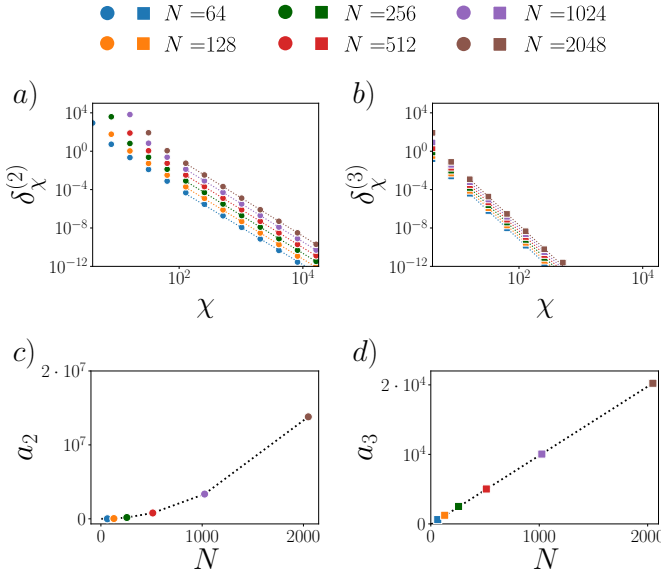 N = 64 N = 256 N = 1024
N = 128 N = 512 N = 2048
a) b)
10^4 10^4
10^0 10^0
10^−4 10^−4
10^−8 10^−8
10^−12 10^−12
δ_χ^(2) δ_χ^(3)
10^2 10^4 10^2 10^4
χ χ
c) d)
2 · 10^7 2 · 10^4
10^7 10^4
0 0
a_2 a_3
0 1000 2000 0 1000 2000
N N